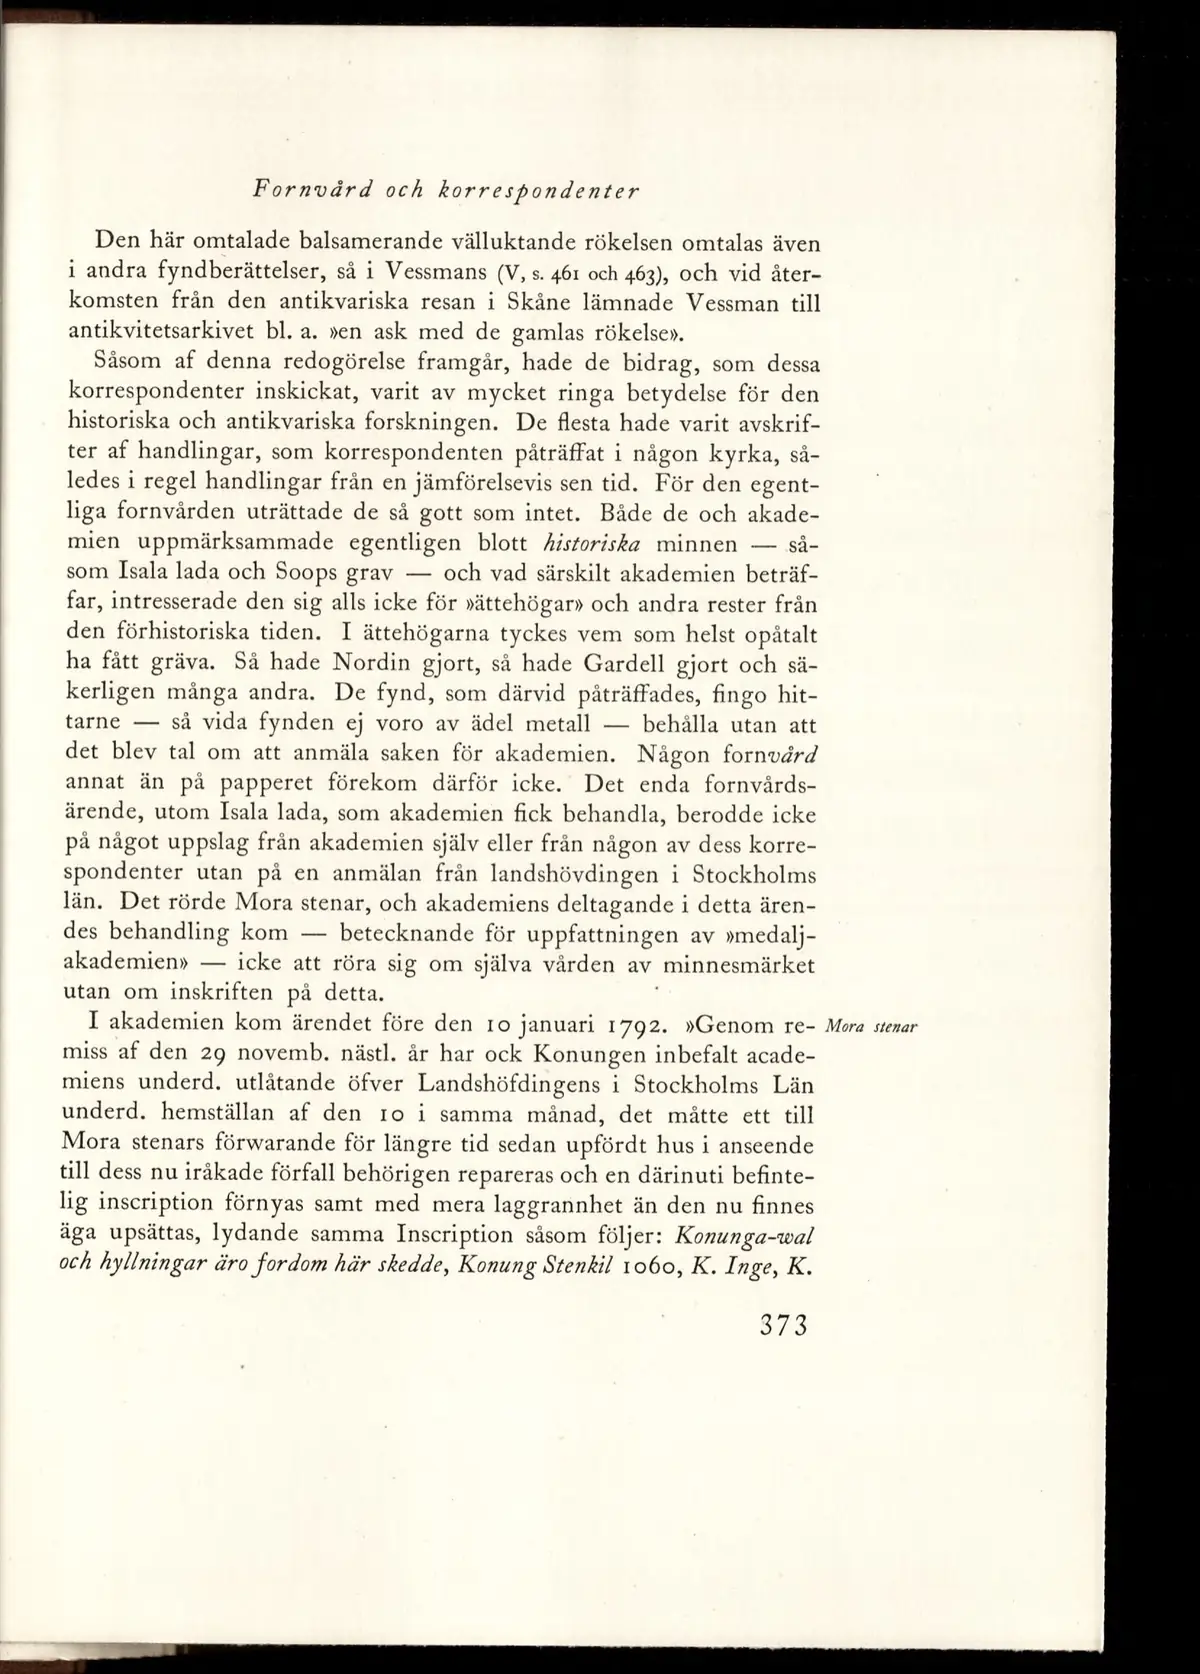 Fornvård och korrespondenter
Den här omtalade balsamerande välluktande rökelsen omtalas även
i andra fyndberättelser, så i Vessmans (V, s. 461 och 463), och vid åter-
komsten från den antikvariska resan i Skåne lämnade Vessman till
antikvitetsarkivet bl. a. »en ask med de gamlas rökelse».
Såsom af denna redogörelse framgår, hade de bidrag, som dessa
korrespondenter inskickat, varit av mycket ringa betydelse för den
historiska och antikvariska forskningen. De flesta hade varit avskrif-
ter af handlingar, som korrespondenten påträffat i någon kyrka, så-
ledes i regel handlingar från en jämförelsevis sen tid. För den egent-
liga fornvården uträttade de så gott som intet. Både de och akade-
mien uppmärksammade egentligen blott historiska minnen — så-
som Isala lada och Soops grav — och vad särskilt akademien beträf-
far, intresserade den sig alls icke för »ättehögar» och andra rester från
den förhistoriska tiden. I ättehögarna tyckes vem som helst opåtalt
ha fått gräva. Så hade Nordin gjort, så hade Gardell gjort och sä-
kerligen många andra. De fynd, som därvid påträffades, fingo hit-
tarne — så vida fynden ej voro av ädel metall — behålla utan att
det blev tal om att anmäla saken för akademien. Någon fornvård
annat än på papperet förekom därför icke. Det enda fornvårds-
ärende, utom Isala lada, som akademien fick behandla, berodde icke
på något uppslag från akademien själv eller från någon av dess korre-
spondenter utan på en anmälan från landshövdingen i Stockholms
län. Det rörde Mora stenar, och akademiens deltagande i detta ären-
des behandling kom — betecknande för uppfattningen av »medalj-
akademien» — icke att röra sig om själva vården av minnesmärket
utan om inskriften på detta.
I akademien kom ärendet före den 10 januari 1792. »Genom re- Mora stenar
miss af den 29 novemb. nästl. år har ock Konungen inbefalt acade-
miens underd. utlåtande öfver Landshöfdingens i Stockholms Län
underd. hemställan af den 10 i samma månad, det måtte ett till
Mora stenars förwarande för längre tid sedan upfördt hus i anseende
till dess nu iråkade förfall behörigen repareras och en därinuti befinte-
lig inscription förnyas samt med mera laggrannhet än den nu finnes
äga upsättas, lydande samma Inscription såsom följer: Konunga-wal
och hyllningar äro fordom här skedde, Konung Stenkil 1060, K. Inge, K.
373